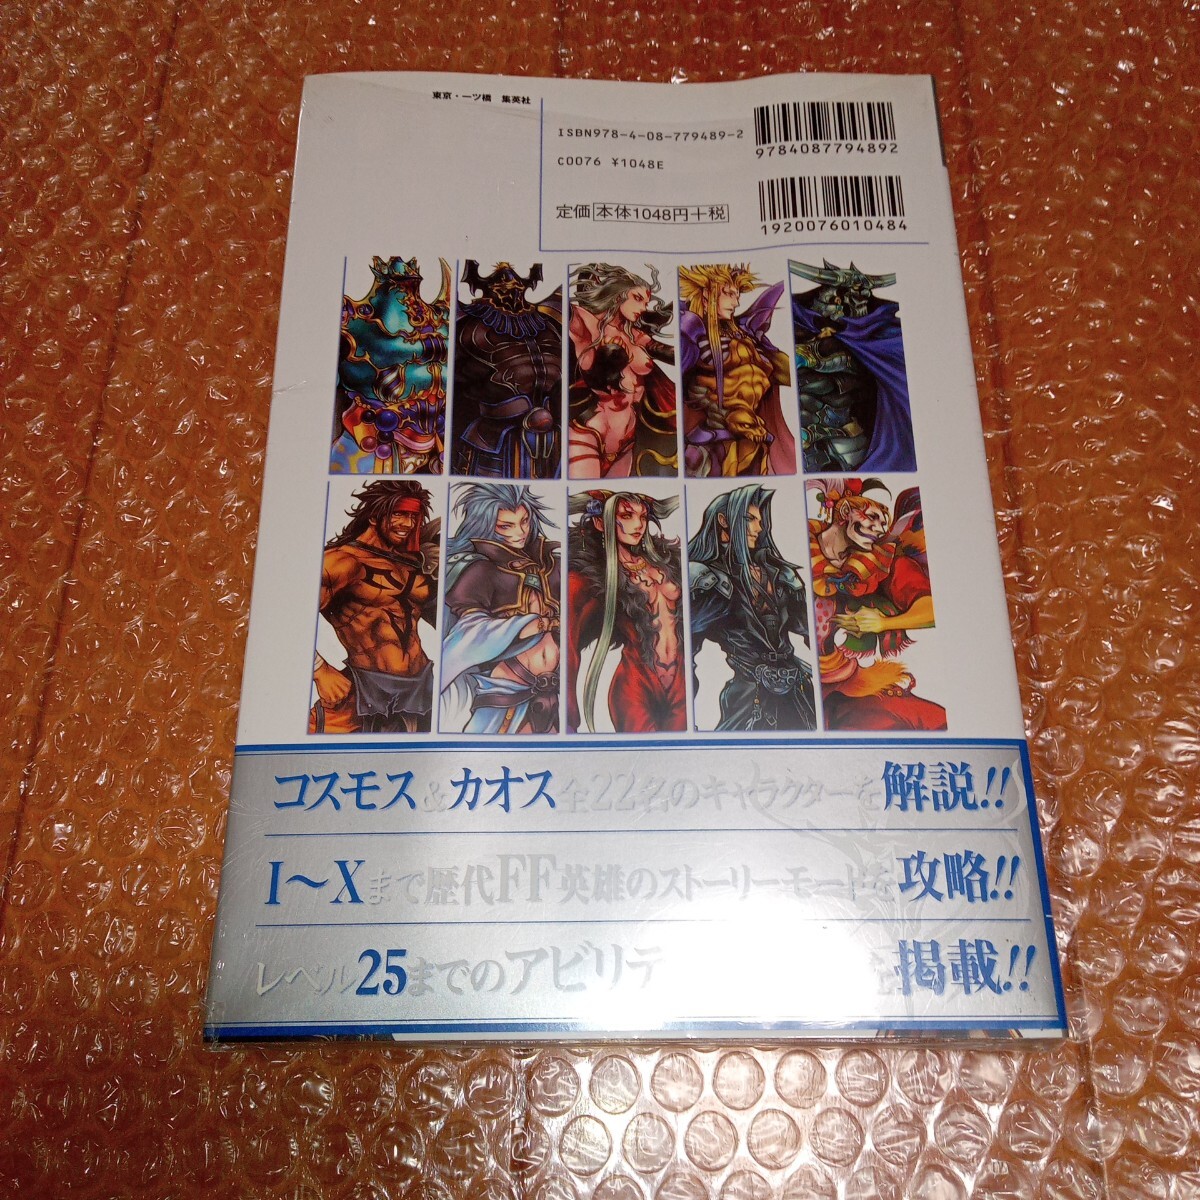 東京・一ツ橋 集英社
ISBN978-4-08-779489-2
C0076 ¥1048E
定価 本体1048円+税
9784087794892
1920076010484
コスモス&カオス全22名のキャラクターを解説!!
I〜Xまで歴代FF英雄のストーリーモードを攻略!!
レベル25までのアビリテ を掲載!!